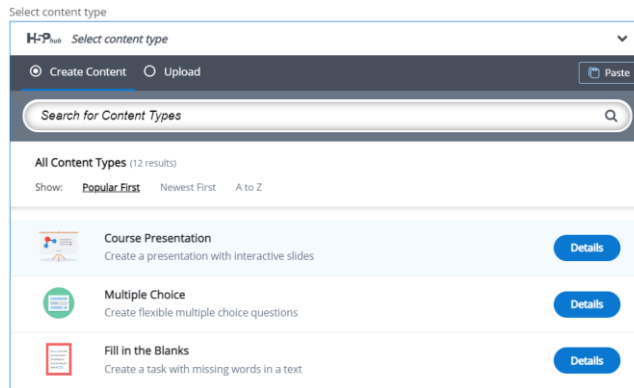 Select content type
H5Phub Select content type
Create Content Upload Paste
Search for Content Types
All Content Types (12 results)
Show: Popular First Newest First A to Z
Course Presentation
Create a presentation with interactive slides
Details
Multiple Choice
Create flexible multiple choice questions
Details
Fill in the Blanks
Create a task with missing words in a text
Details